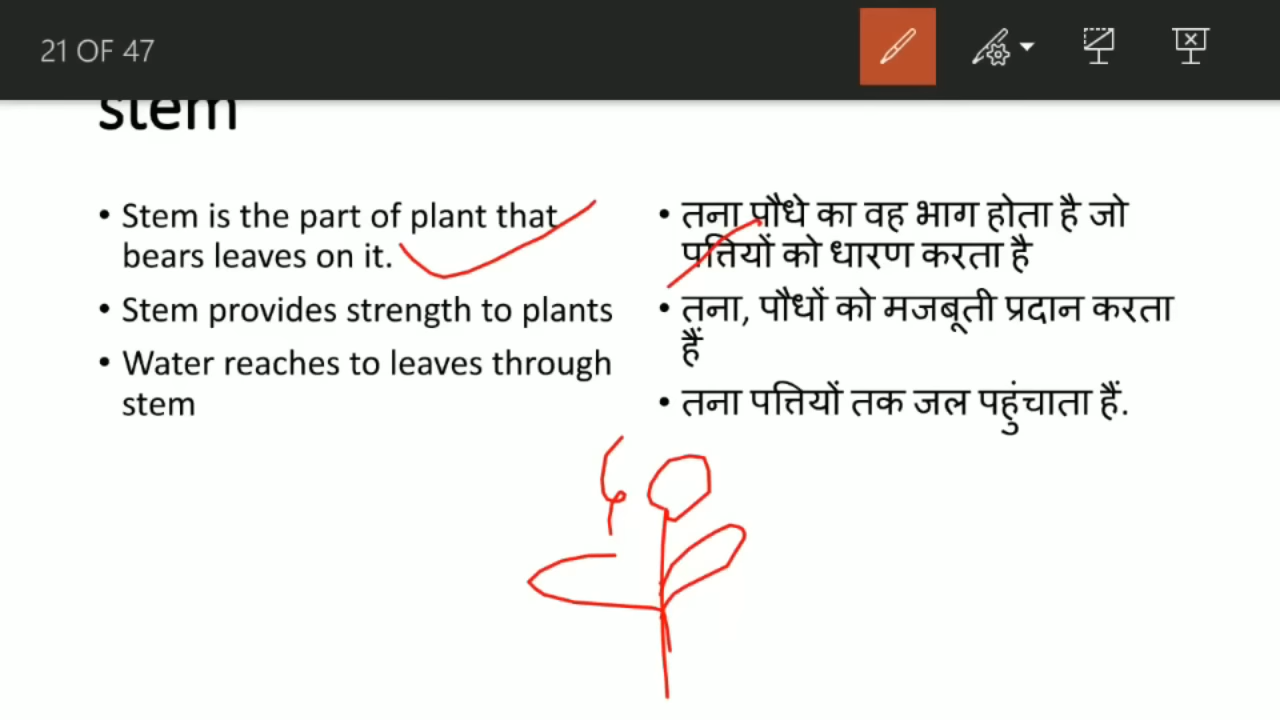 21 OF 47
stem
• Stem is the part of plant that
bears leaves on it.
• Stem provides strength to plants
• Water reaches to leaves through
stem
• तना पौधे का वह भाग होता है जो
पत्तियों को धारण करता है
• तना, पौधों को मजबूती प्रदान करता
हैं
• तना पत्तियों तक जल पहुंचाता हैं.